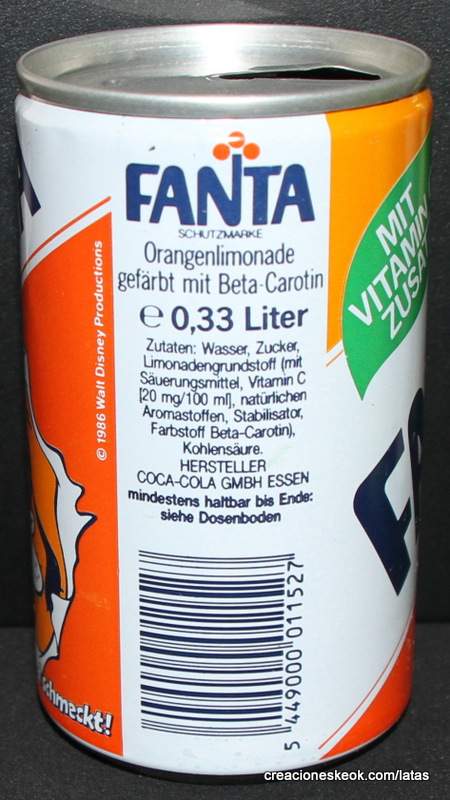 FANTA
SCHUTZMARKE
Orangenlimonade
gefärbt mit Beta-Carotin
℮ 0,33 Liter
Zutaten: Wasser, Zucker,
Limonadengrundstoff (mit
Säuerungsmittel, Vitamin C
[20 mg/100 ml], natürlichen
Aromastoffen, Stabilisator,
Farbstoff Beta-Carotin),
Kohlensäure.
HERSTELLER
COCA-COLA GMBH ESSEN
mindestens haltbar bis Ende:
siehe Dosenboden
5 449000 011527
© 1986 Walt Disney Productions
schmeckt!
MIT
VITAMIN
creacioneskeok.com/latas